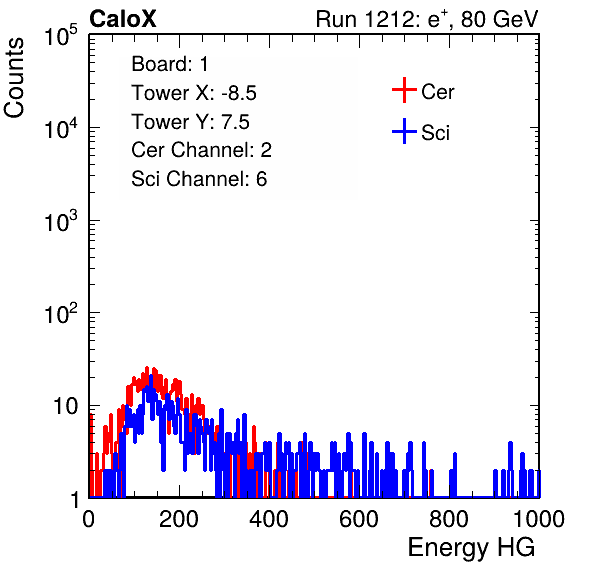 CaloX Run 1212: e⁺, 80 GeV
Counts
10⁵
10⁴
10³
10²
10
1
Board: 1
Tower X: -8.5
Tower Y: 7.5
Cer Channel: 2
Sci Channel: 6
Cer
Sci
0 200 400 600 800 1000
Energy HG